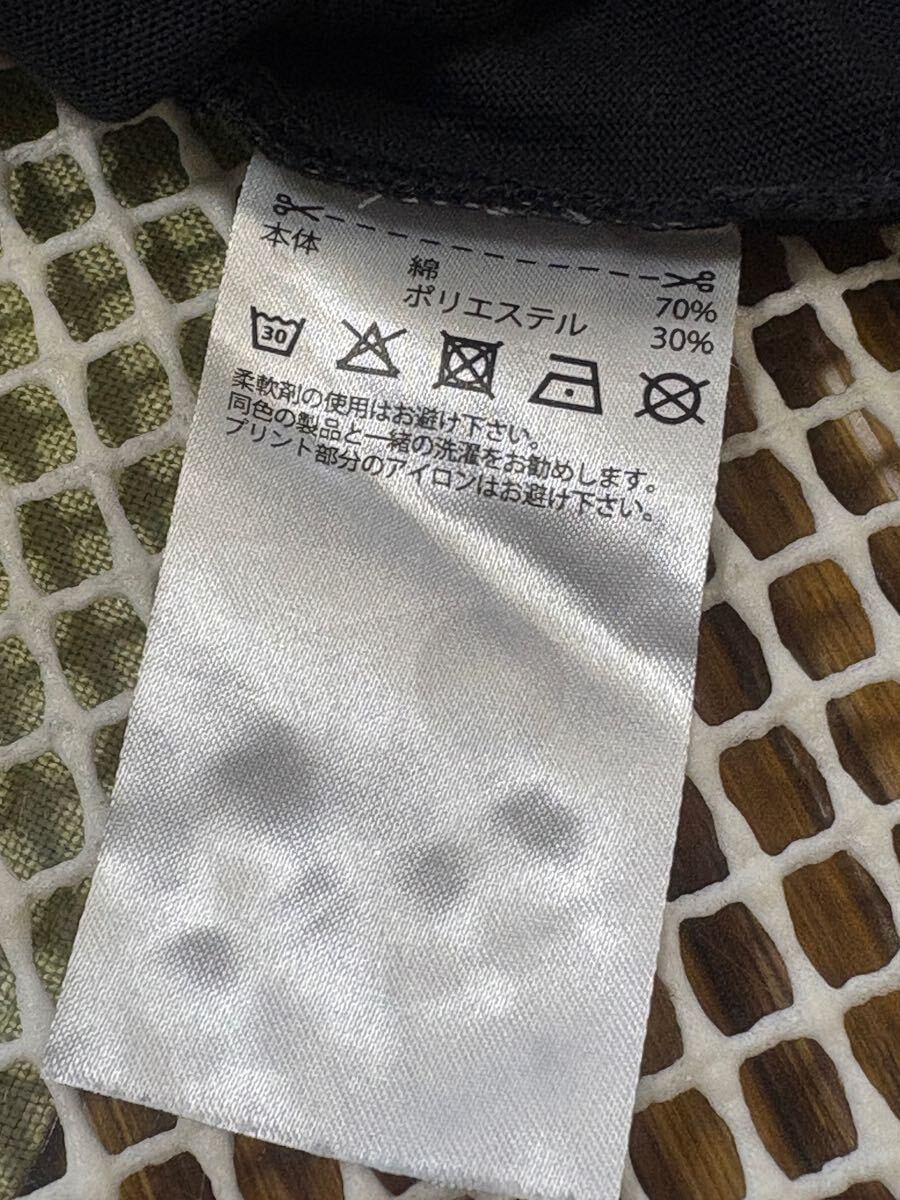 本体
綿 70%
ポリエステル 30%
30
柔軟剤の使用はお避け下さい。
同色の製品と一緒の洗濯をお勧めします。
プリント部分のアイロンはお避け下さい。